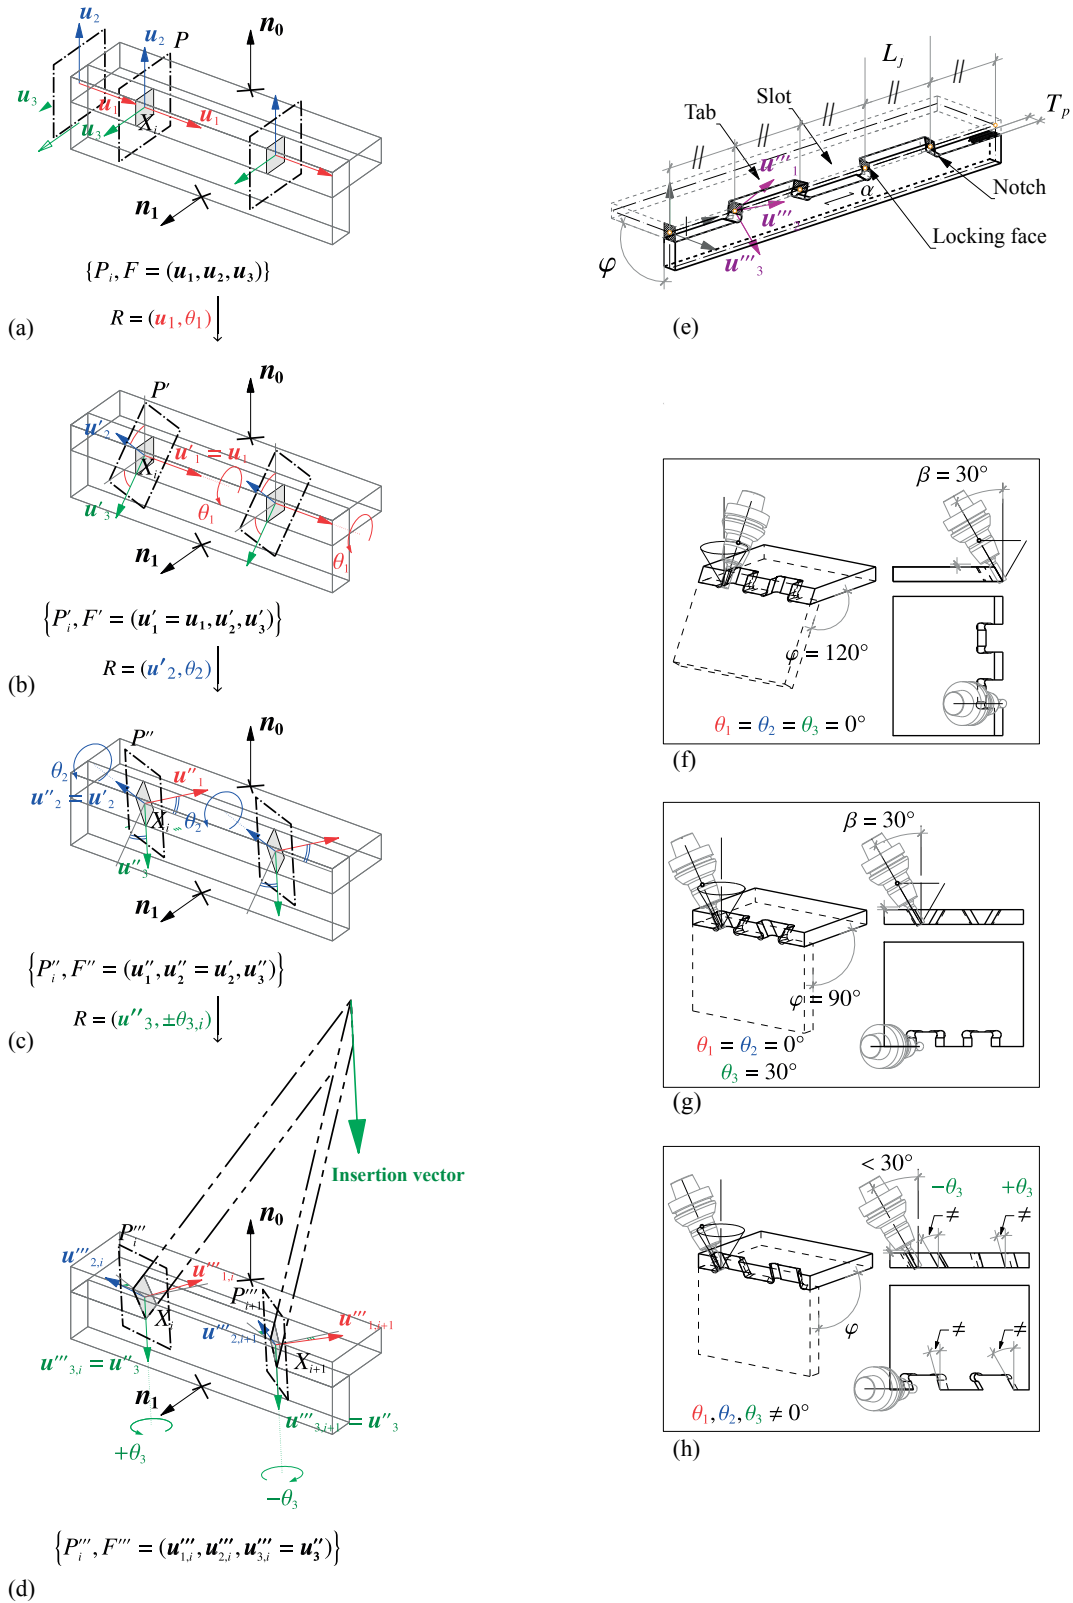 u₂
P
u₂
n₀
u₃
u₁
u₃
Xᵢ
u₁
n₁
{Pᵢ, F = (u₁, u₂, u₃)}
(a)
R = (u₁, θ₁)
P′
n₀
u′₂
u′₁ = u₁
Xᵢ
u′₃
θ₁
θ₁
n₁
{P′ᵢ, F′ = (u′₁ = u₁, u′₂, u′₃)}
(b)
R = (u′₂, θ₂)
P″
n₀
θ₂
u″₁
u″₂ = u′₂
Xᵢ
θ₂
u″₃
n₁
{P″ᵢ, F″ = (u″₁, u″₂ = u′₂, u″₃)}
(c)
R = (u″₃, ±θ₃,ᵢ)
Insertion vector
n₀
P‴ᵢ
u‴₂,ᵢ
u‴₁,ᵢ
P‴ᵢ₊₁
Xᵢ
u‴₂,ᵢ₊₁
u‴₁,ᵢ₊₁
Xᵢ₊₁
u‴₃,ᵢ = u″₃
n₁
u‴₃,ᵢ₊₁ = u″₃
+θ₃
−θ₃
{P‴ᵢ, F‴ = (u‴₁,ᵢ, u‴₂,ᵢ, u‴₃,ᵢ = u″₃)}
(d)
L_J
Tab
Slot
T_p
u‴
α
Notch
u‴
Locking face
φ
u‴₃
(e)
β = 30°
φ = 120°
θ₁ = θ₂ = θ₃ = 0°
(f)
β = 30°
φ = 90°
θ₁ = θ₂ = 0°
θ₃ = 30°
(g)
< 30°
−θ₃
+θ₃
≠
≠
φ
≠
≠
θ₁, θ₂, θ₃ ≠ 0°
(h)